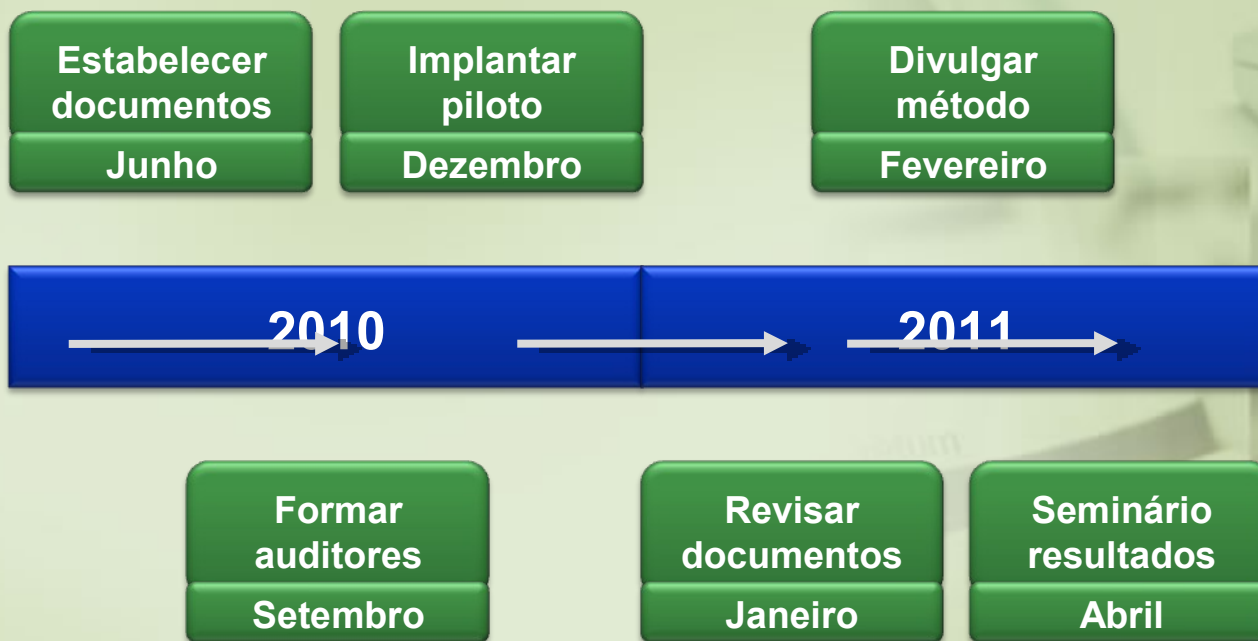 Estabelecer
documentos
Junho
Implantar
piloto
Dezembro
Divulgar
método
Fevereiro
2010
2011
Formar
auditores
Setembro
Revisar
documentos
Janeiro
Seminário
resultados
Abril